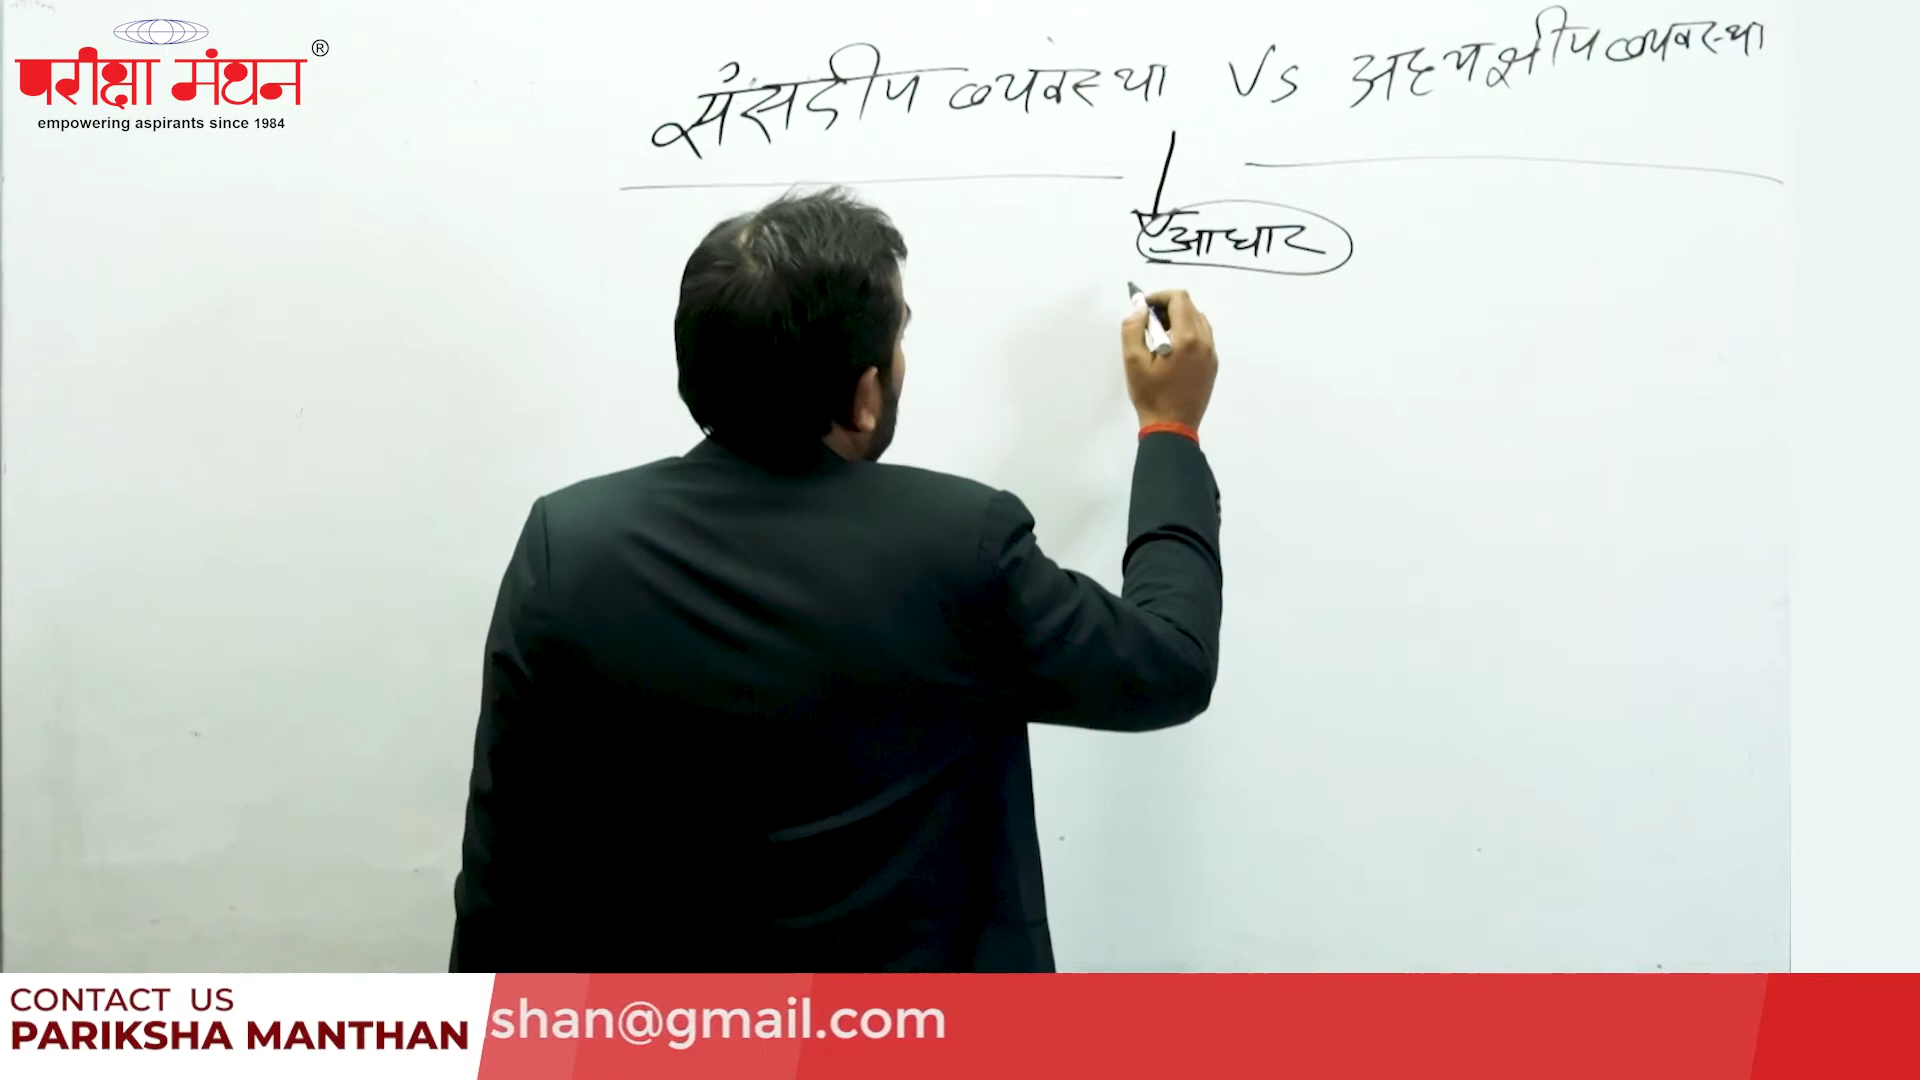 परीक्षा मंथन ®
empowering aspirants since 1984
संसदीय व्यवस्था Vs अध्यक्षीय व्यवस्था
आधार
CONTACT US
PARIKSHA MANTHAN
shan@gmail.com